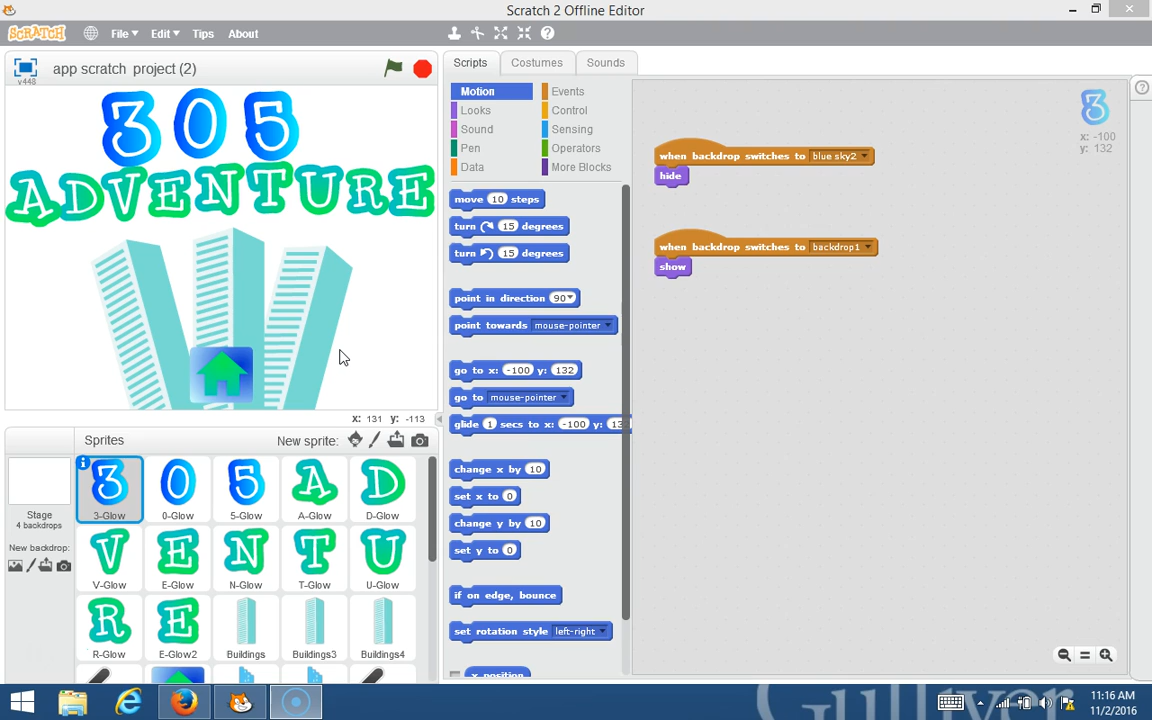 Scratch 2 Offline Editor
SCRATCH File Edit Tips About
v448
app scratch project (2)
305
ADVENTURE
x: 131 y: -113
Sprites New sprite:
Stage
4 backdrops
New backdrop:
3
3-Glow
0
0-Glow
5
5-Glow
A
A-Glow
D
D-Glow
V
V-Glow
E
E-Glow
N
N-Glow
T
T-Glow
U
U-Glow
R
R-Glow
E
E-Glow2
Buildings
Buildings3
Buildings4
Scripts Costumes Sounds
Motion Events
Looks Control
Sound Sensing
Pen Operators
Data More Blocks
move 10 steps
turn 15 degrees
turn 15 degrees
point in direction 90
point towards mouse-pointer
go to x: -100 y: 132
go to mouse-pointer
glide 1 secs to x: -100 y: 13
change x by 10
set x to 0
change y by 10
set y to 0
if on edge, bounce
set rotation style left-right
x position
when backdrop switches to blue sky2
hide
when backdrop switches to backdrop1
show
3
x: -100
y: 132
11:16 AM
11/2/2016